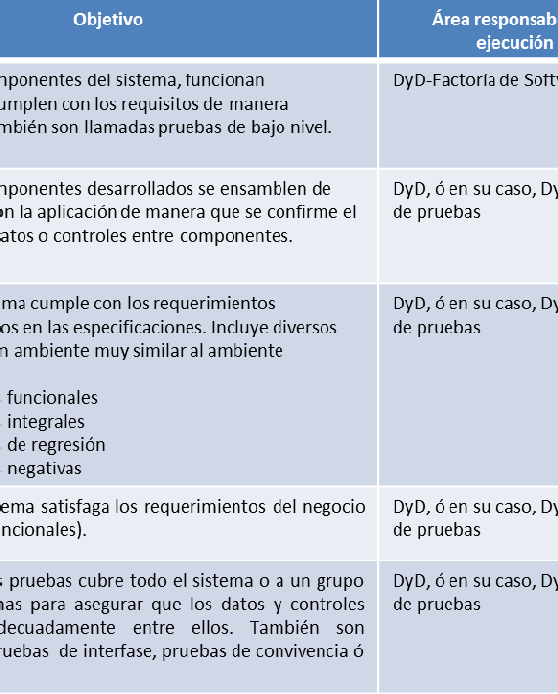 Objetivo
Área responsab
ejecución
mponentes del sistema, funcionan
umplen con los requisitos de manera
mbién son llamadas pruebas de bajo nivel.
DyD-Factoría de Soft
mponentes desarrollados se ensamblen de
on la aplicación de manera que se confirme el
atos o controles entre componentes.
DyD, ó en su caso, Dy
de pruebas
ma cumple con los requerimientos
os en las especificaciones. Incluye diversos
n ambiente muy similar al ambiente
funcionales
integrales
de regresión
negativas
DyD, ó en su caso, Dy
de pruebas
ema satisfaga los requerimientos del negocio
ncionales).
DyD, ó en su caso, Dy
de pruebas
s pruebas cubre todo el sistema o a un grupo
mas para asegurar que los datos y controles
decuadamente entre ellos. También son
ruebas de interfase, pruebas de convivencia ó
DyD, ó en su caso, Dy
de pruebas